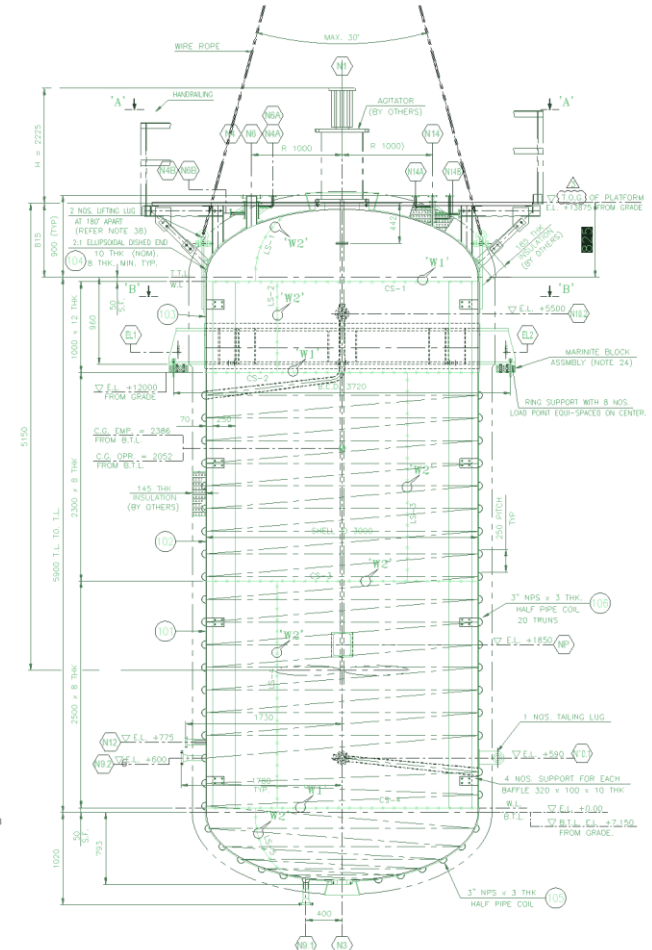 MAX. 30'
WIRE ROPE
N1
'A'
HANDRAILING
AGITATOR
(BY OTHERS)
'A'
N6A
N4 N6 N4A
R 1000
R 1000)
N14
H = 2225
N4B N6B
N14A N14B
T.O.G OF PLATFORM
E.L. +13875 FROM GRADE
2 NOS. LIFTING LUG
AT 180° APART
(REFER NOTE 38)
2:1 ELLIPSOIDAL DISHED END
10 THK (NOM).
8 THK. MIN. TYP.
104
815
900 (TYP)
LS-1
'W2'
449
825
INSULATION
(BY OTHERS)
T.T.L
W.L
'W1'
'B'
'B'
50
S.F.
LS-2
CS-1
'W2'
103
E.L. +5500
1000 x 12 THK
960
EL1
EL2
'W1'
MARINITE BLOCK
ASSEMBLY (NOTE 24)
CS-2
3720
E.L. +12000
FROM GRADE
RING SUPPORT WITH 8 NOS.
LOAD POINT EQUI-SPACED ON CENTER.
70
250
C.G. EMP. = 2386
FROM B.T.L
C.G. OPR. = 2052
FROM B.T.L.
5150
5900 T.L. TO. T.L.
2300 x 8 THK
'W2'
LS-3
145 THK
INSULATION
(BY OTHERS)
250 PITCH
TYP
SHELL
3000
102
CS-3
'W2'
3" NPS x 3 THK.
HALF PIPE COIL
20 TRUNS
106
101
E.L. +1850
NP
'W2'
2500 x 8 THK
1730
1 NOS. TAILING LUG
N12
E.L. +775
N9.2
E.L. +600
E.L. +590
1780
TYP
4 NOS. SUPPORT FOR EACH
BAFFLE 320 x 100 x 10 THK
W1
CS-4
W.L
B.T.L.
E.L. +0.00
B.T.L. E.L. +7.150
FROM GRADE.
50
S.F.
W2
1020
793
3" NPS x 3 THK
HALF PIPE COIL
105
400
N9.1
N3